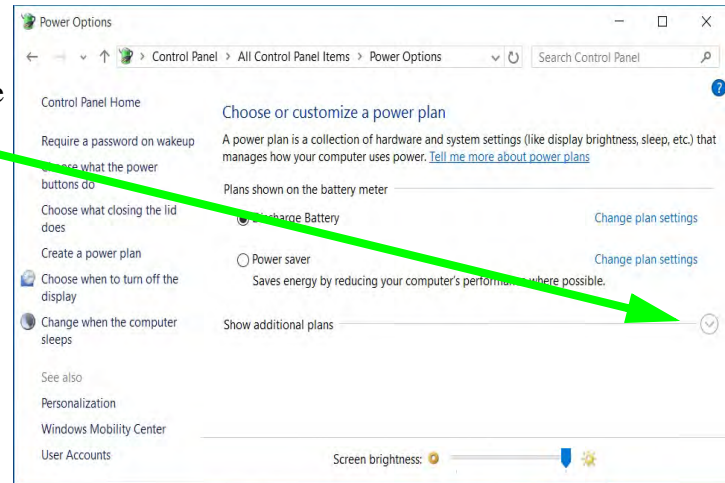 Power Options
Control Panel > All Control Panel Items > Power Options
Search Control Panel
e
?
Control Panel Home
Require a password on wakeup
Choose what the power
buttons do
Choose what closing the lid
does
Create a power plan
Choose when to turn off the
display
Change when the computer
sleeps
See also
Personalization
Windows Mobility Center
User Accounts
Choose or customize a power plan
A power plan is a collection of hardware and system settings (like display brightness, sleep, etc.) that
manages how your computer uses power. Tell me more about power plans
Plans shown on the battery meter
Discharge Battery Change plan settings
Power saver Change plan settings
Saves energy by reducing your computer's performance where possible.
Show additional plans
Screen brightness: